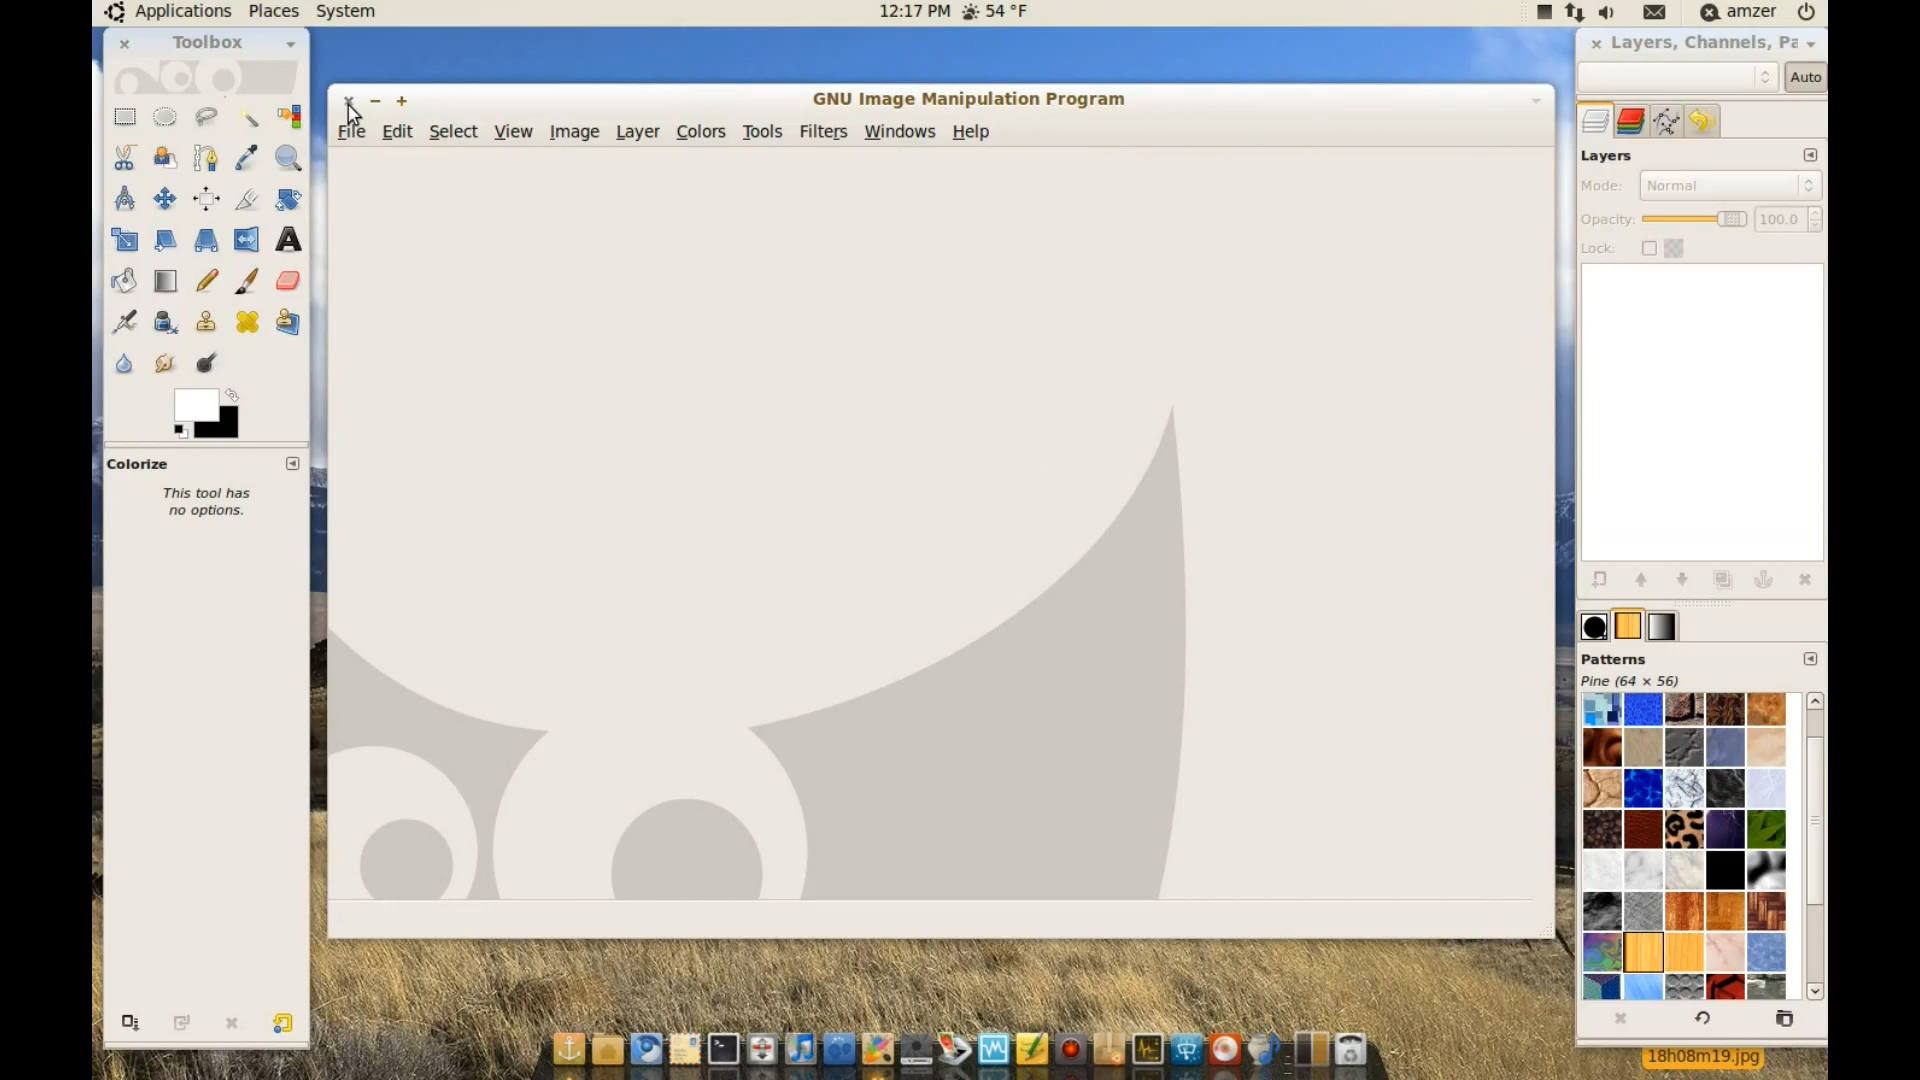 Applications Places System
12:17 PM 54 °F
amzer
Toolbox
GNU Image Manipulation Program
File Edit Select View Image Layer Colors Tools Filters Windows Help
Colorize
This tool has
no options.
Layers, Channels, Pa
Auto
Layers
Mode: Normal
Opacity: 100.0
Lock:
Patterns
Pine (64 × 56)
18h08m19.jpg